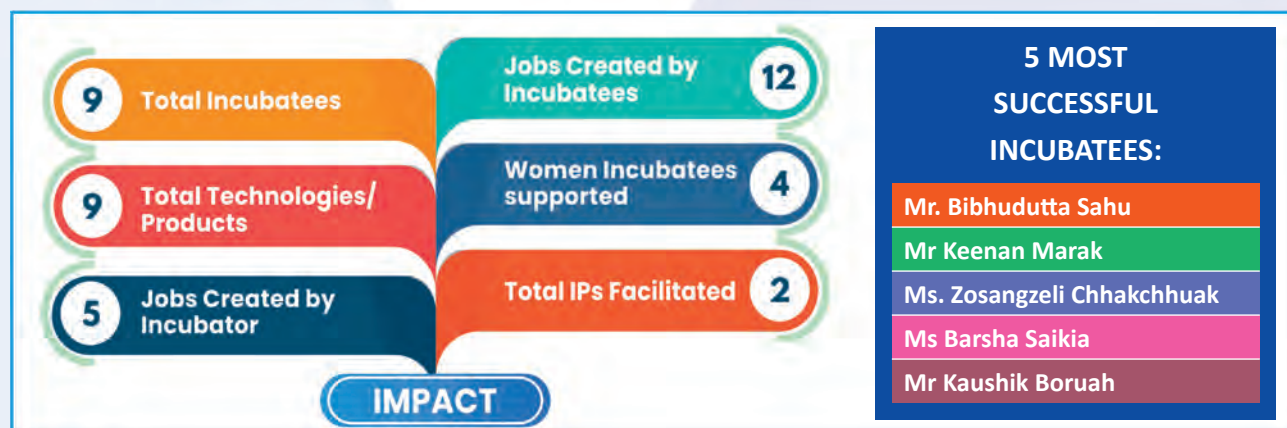 9
Total Incubatees
9
Total Technologies/
Products
5
Jobs Created by
Incubator
Jobs Created by
Incubatees
12
Women Incubatees
supported
4
Total IPs Facilitated
2
IMPACT
5 MOST
SUCCESSFUL
INCUBATEES:
Mr. Bibhudutta Sahu
Mr Keenan Marak
Ms. Zosangzeli Chhakchhuak
Ms Barsha Saikia
Mr Kaushik Boruah